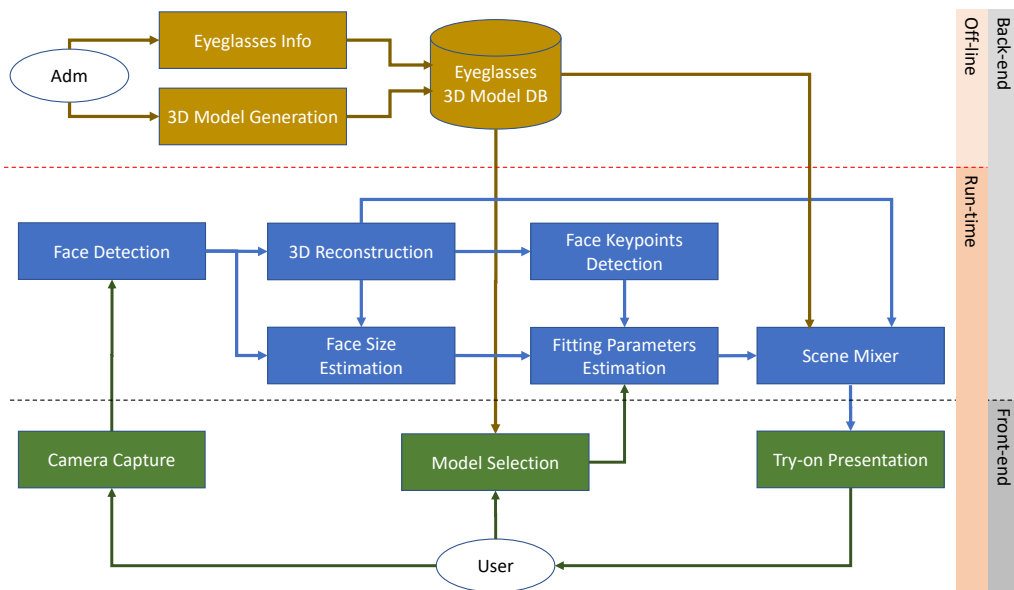 Eyeglasses Info
Adm
3D Model Generation
Eyeglasses
3D Model DB
Off-line
Back-end
Run-time
Face Detection
3D Reconstruction
Face Keypoints
Detection
Face Size
Estimation
Fitting Parameters
Estimation
Scene Mixer
Front-end
Camera Capture
Model Selection
Try-on Presentation
User